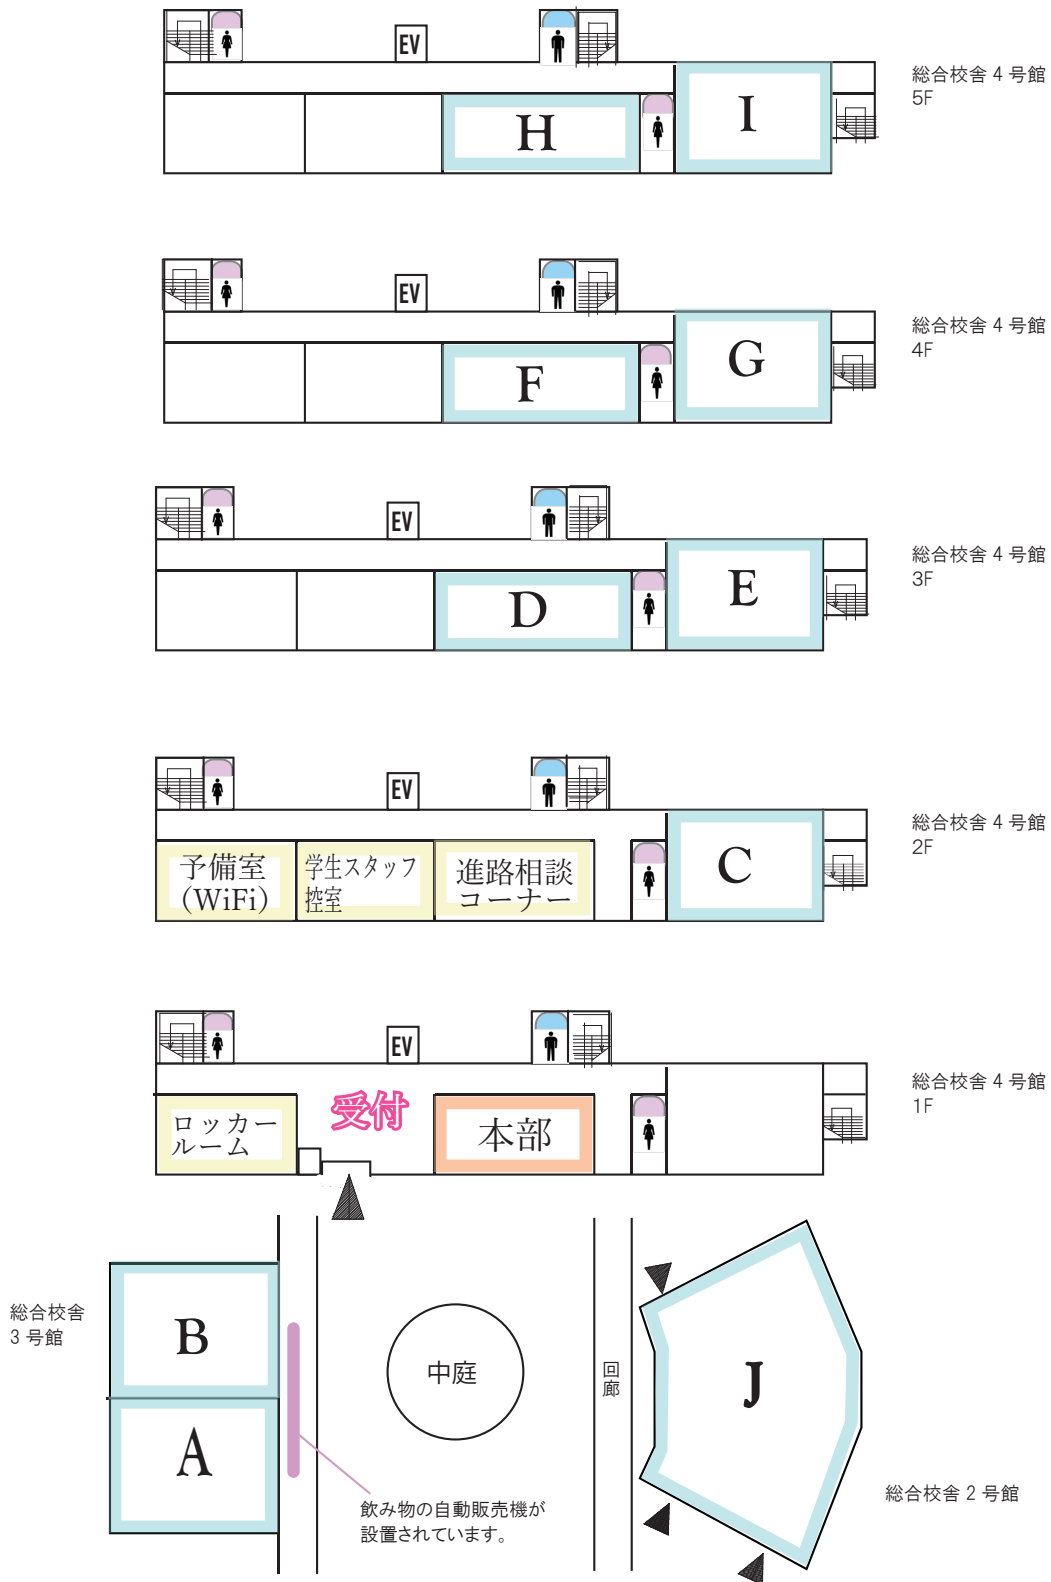 EV
総合校舎 4 号館
5F
H
I
EV
総合校舎 4 号館
4F
F
G
EV
総合校舎 4 号館
3F
D
E
EV
総合校舎 4 号館
2F
予備室
(WiFi)
学生スタッフ
控室
進路相談
コーナー
C
EV
総合校舎 4 号館
1F
ロッカー
ルーム
受付
本部
総合校舎
3 号館
B
A
中庭
回廊
J
飲み物の自動販売機が
設置されています。
総合校舎 2 号館